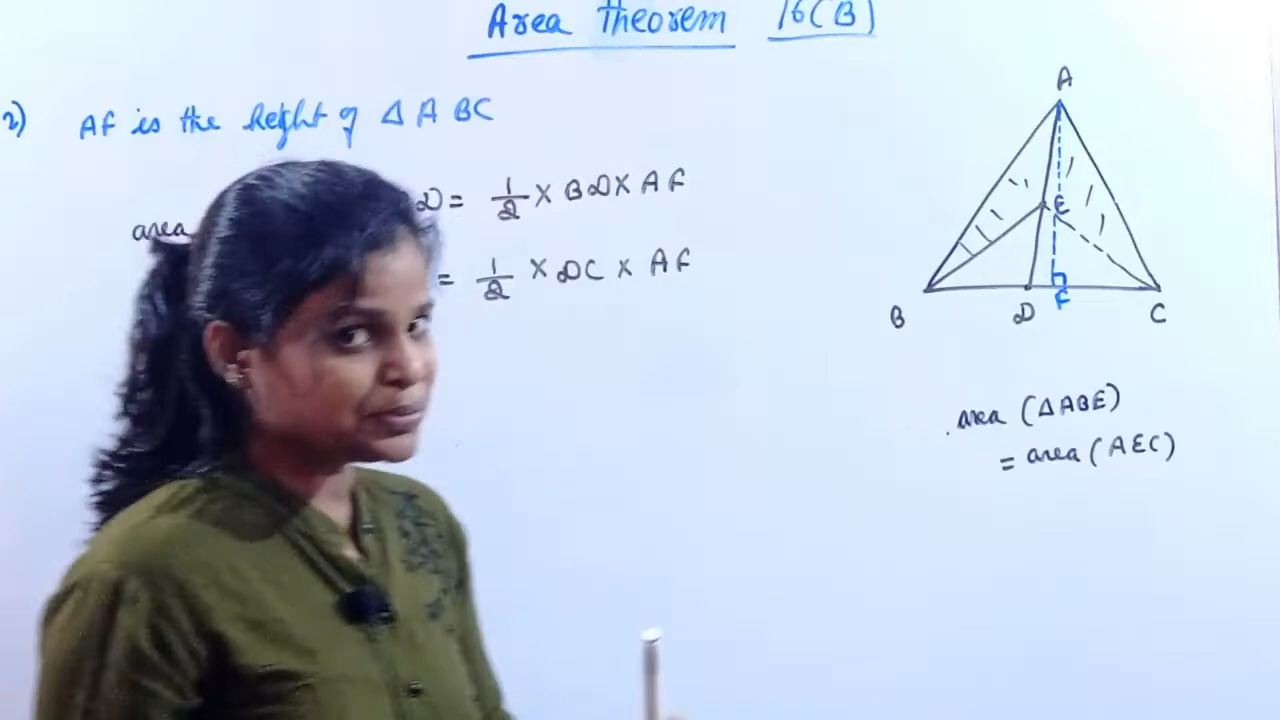 Area Theorem 16(B)
2) AF is the height of Δ ABC
area D = 1/2 × BD × AF
= 1/2 × DC × AF
A
E
B D F C
area (ΔABE)
= area (AEC)